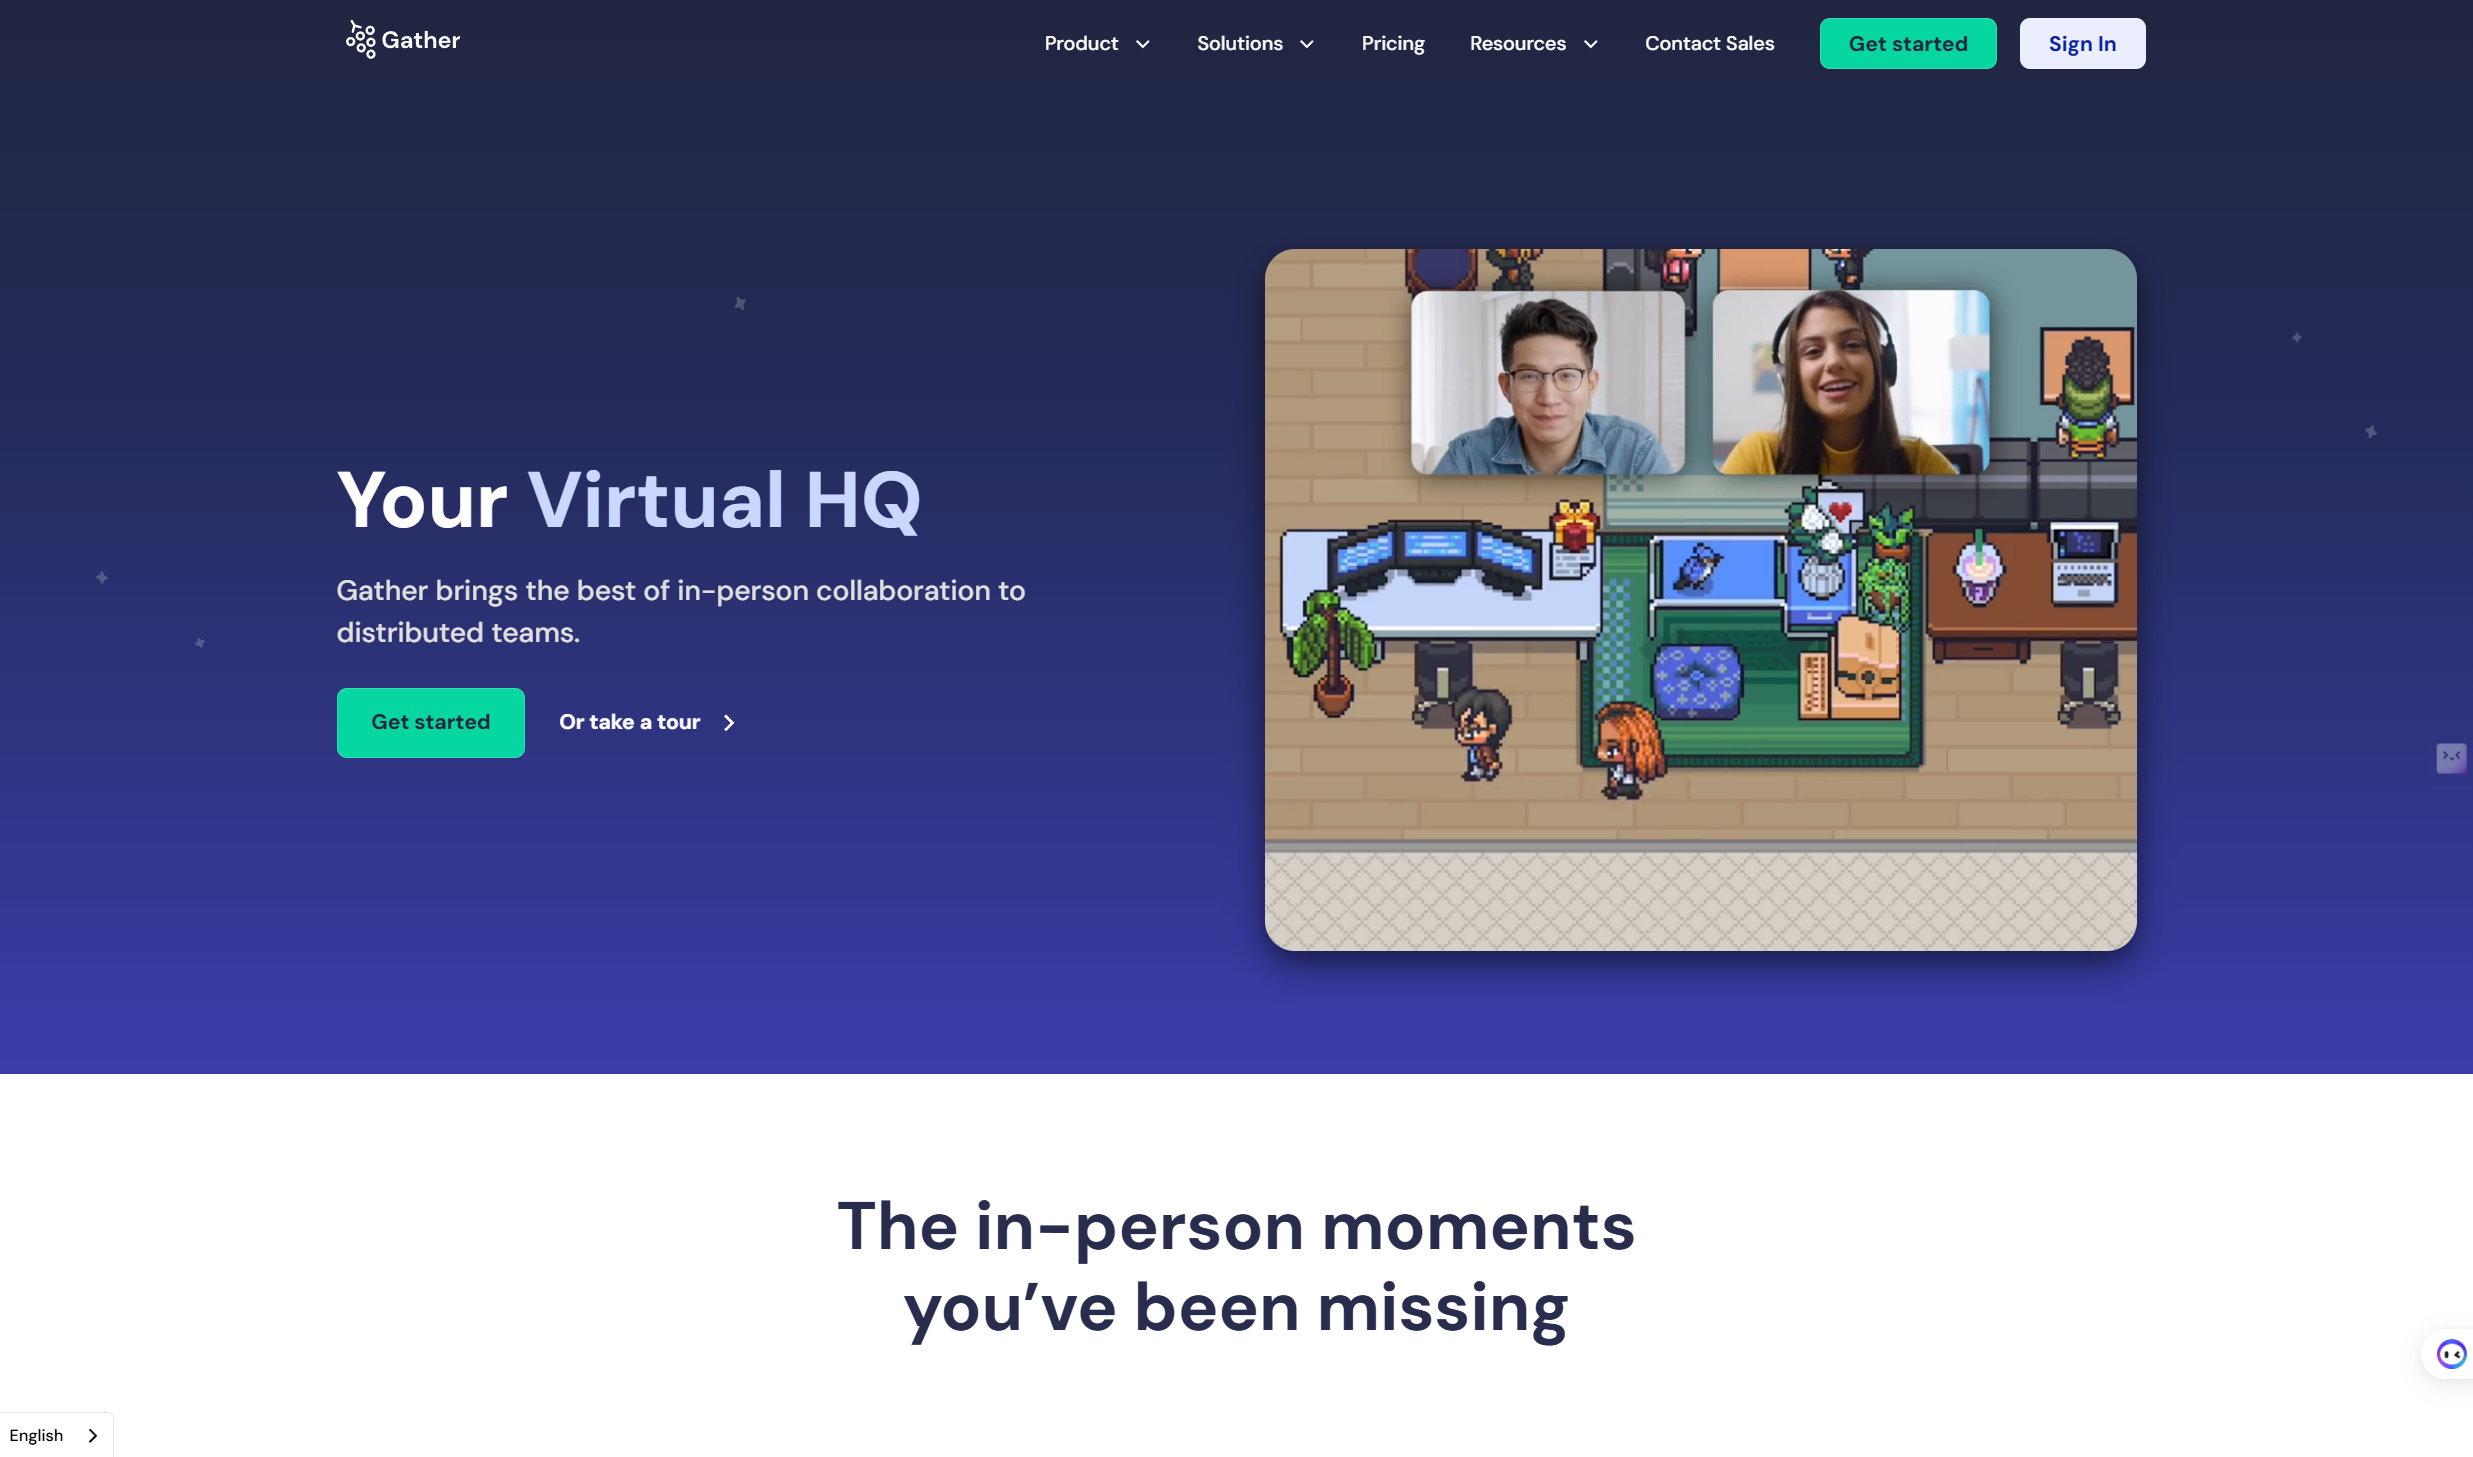 Gather
Product
Solutions
Pricing
Resources
Contact Sales
Get started
Sign In
Your Virtual HQ
Gather brings the best of in-person collaboration to
distributed teams.
Get started
Or take a tour
The in-person moments
you’ve been missing
English